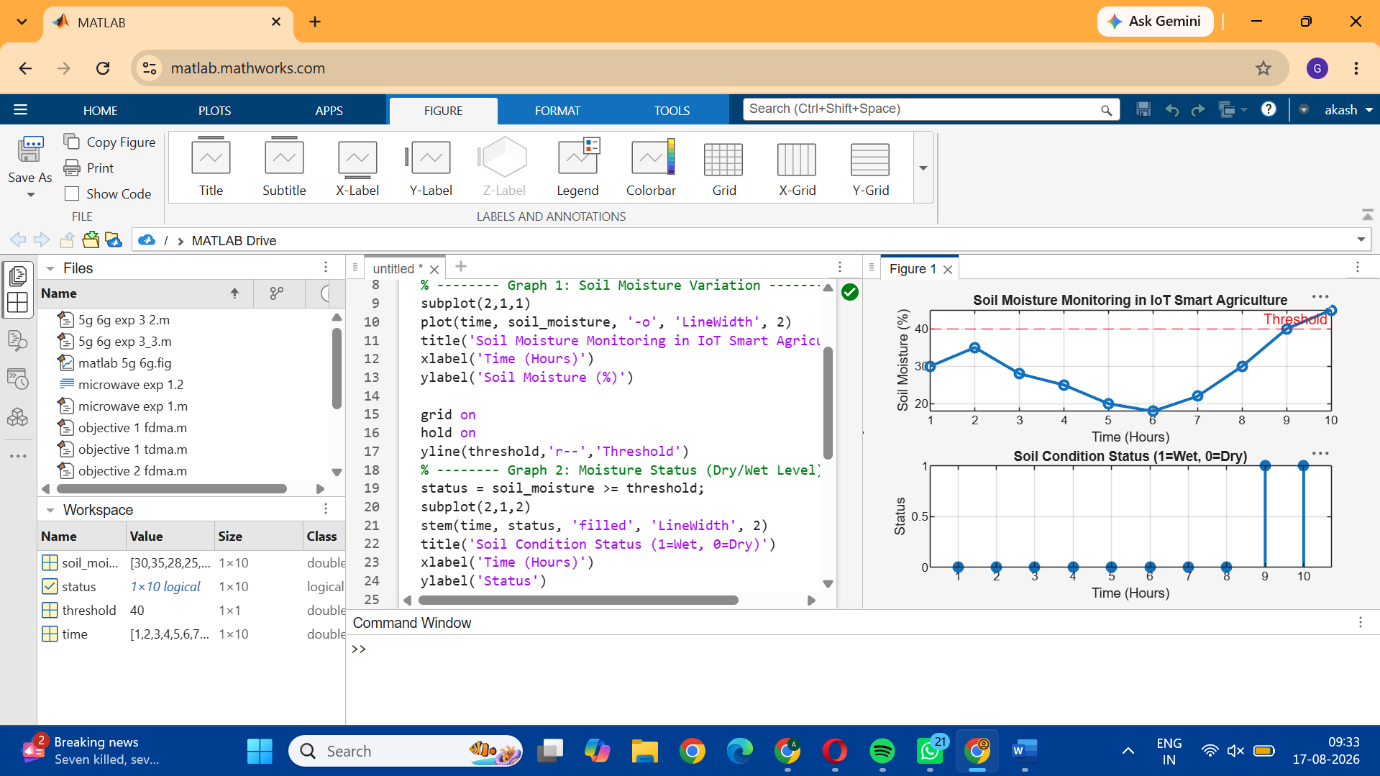 MATLAB
Ask Gemini
matlab.mathworks.com
G
HOME
PLOTS
APPS
FIGURE
FORMAT
TOOLS
Search (Ctrl+Shift+Space)
akash
Save As
Copy Figure
Print
Show Code
FILE
Title
Subtitle
X-Label
Y-Label
Z-Label
Legend
Colorbar
Grid
X-Grid
Y-Grid
LABELS AND ANNOTATIONS
/ › MATLAB Drive
Files
Name
5g 6g exp 3 2.m
5g 6g exp 3_3.m
matlab 5g 6g.fig
microwave exp 1.2
microwave exp 1.m
objective 1 fdma.m
objective 1 tdma.m
objective 2 fdma.m
Workspace
Name Value Size Class
soil_moi... [30,35,28,25,... 1×10 double
status 1×10 logical 1×10 logical
threshold 40 1×1 double
time [1,2,3,4,5,6,7... 1×10 double
untitled *
8 % -------- Graph 1: Soil Moisture Variation ------
9 subplot(2,1,1)
10 plot(time, soil_moisture, '-o', 'LineWidth', 2)
11 title('Soil Moisture Monitoring in IoT Smart Agricu
12 xlabel('Time (Hours)')
13 ylabel('Soil Moisture (%)')
14
15 grid on
16 hold on
17 yline(threshold,'r--','Threshold')
18 % -------- Graph 2: Moisture Status (Dry/Wet Level)
19 status = soil_moisture >= threshold;
20 subplot(2,1,2)
21 stem(time, status, 'filled', 'LineWidth', 2)
22 title('Soil Condition Status (1=Wet, 0=Dry)')
23 xlabel('Time (Hours)')
24 ylabel('Status')
25
Figure 1
Soil Moisture Monitoring in IoT Smart Agriculture
Threshold
Soil Moisture (%)
40
30
20
1 2 3 4 5 6 7 8 9 10
Time (Hours)
Soil Condition Status (1=Wet, 0=Dry)
Status
1
0.5
0
1 2 3 4 5 6 7 8 9 10
Time (Hours)
Command Window
>>
2
Breaking news
Seven killed, sev...
Search
A
21
W
ENG
IN
09:33
17-08-2026